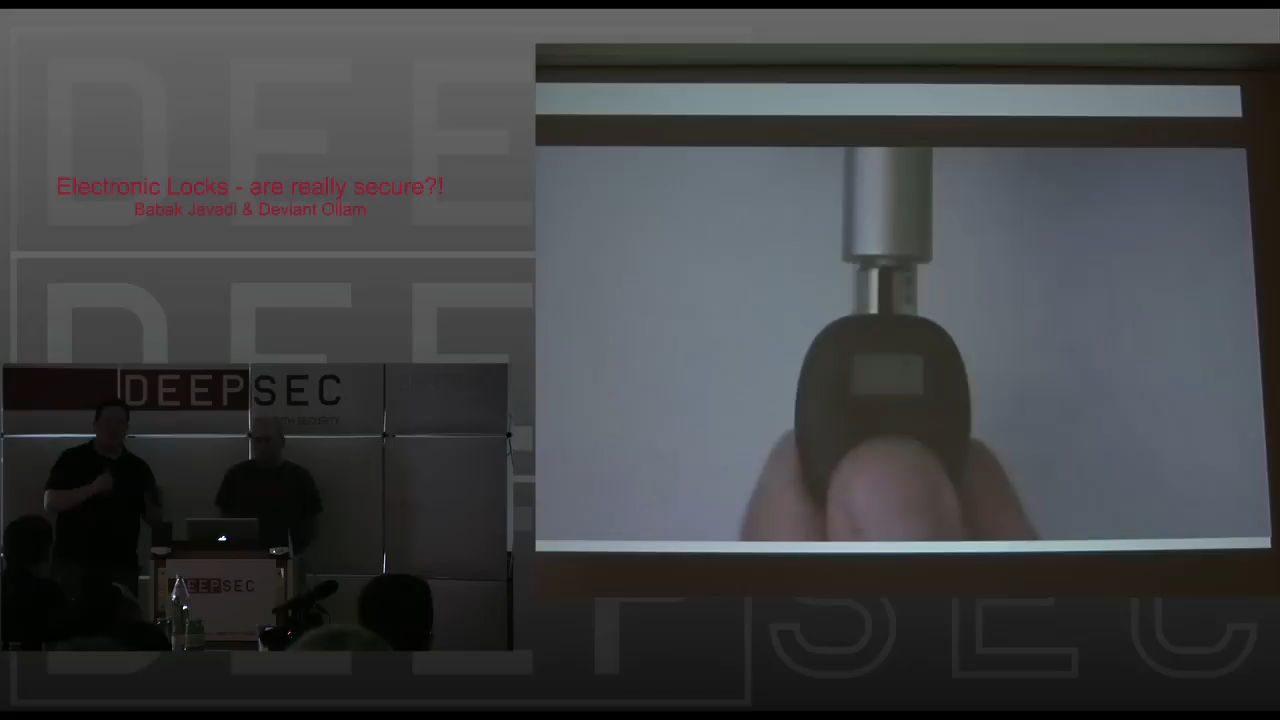 Electronic Locks - are really secure?!
Babak Javadi & Deviant Ollam
DEEPSEC
DEEPSEC